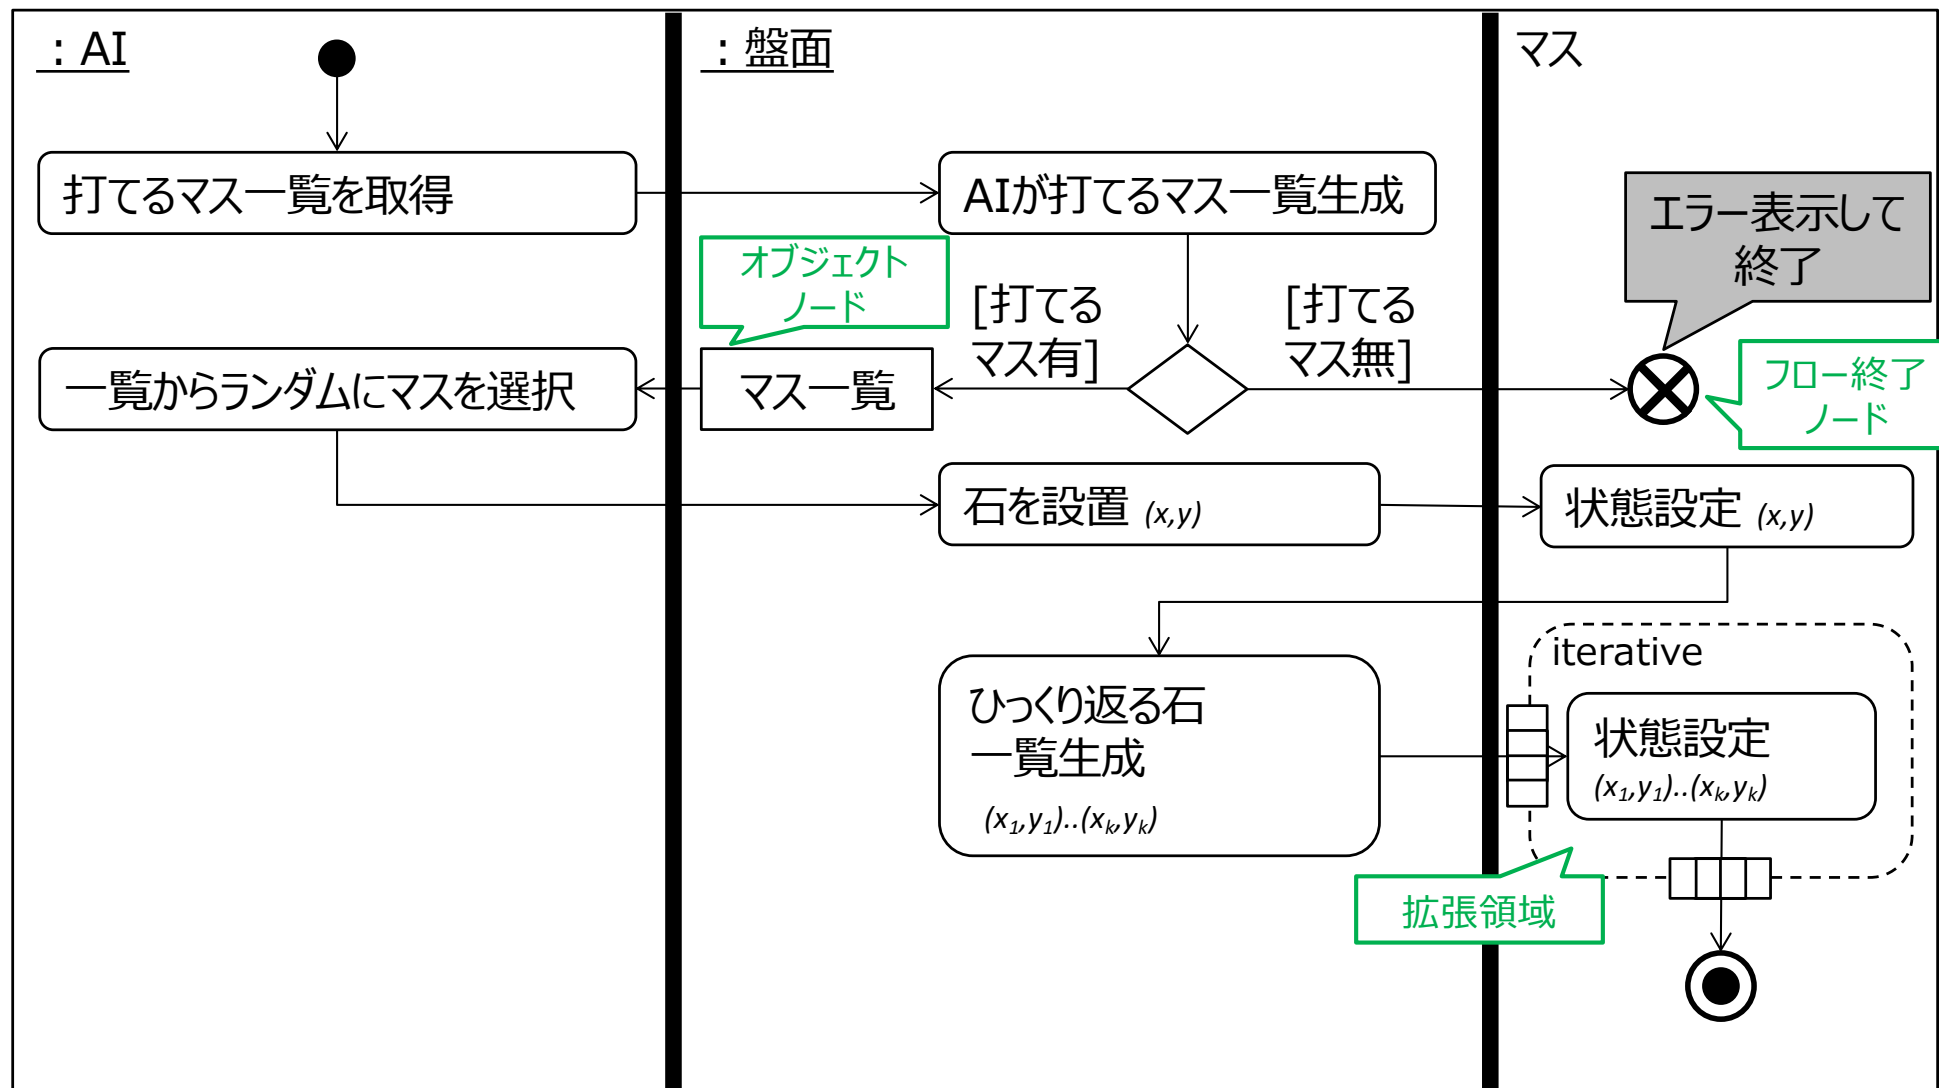 ：AI
：盤面
マス
打てるマス一覧を取得
AIが打てるマス一覧生成
エラー表示して
終了
オブジェクト
ノード
[打てる
マス有]
[打てる
マス無]
一覧からランダムにマスを選択
マス一覧
フロー終了
ノード
石を設置 (x,y)
状態設定 (x,y)
iterative
ひっくり返る石
一覧生成
(x₁,y₁)..(xₖ,yₖ)
状態設定
(x₁,y₁)..(xₖ,yₖ)
拡張領域